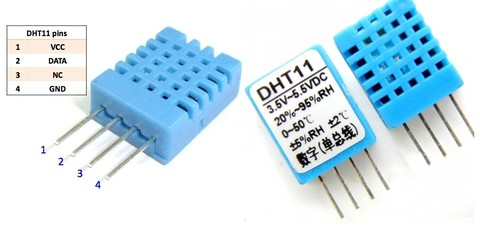 DHT11 pins
1 VCC
2 DATA
3 NC
4 GND
1
2
3
4
DHT11
3.5V~5.5VDC
20%~95%RH
0~50℃
±5%RH ±2℃
数字(单总线)